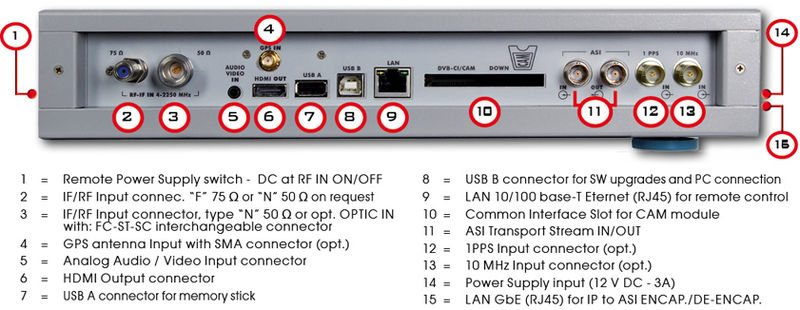 4
GPS IN
75 Ω
50 Ω
AUDIO
VIDEO
IN
HDMI OUT
USB A
USB B
LAN
DVB-CI/CAM
DOWN
ASI
1 PPS
10 MHz
1
14
RF-IF IN 4-2250 MHz
IN
OUT
IN
IN
2
3
5
6
7
8
9
10
11
12
13
15
1 = Remote Power Supply switch - DC at RF IN ON/OFF
2 = IF/RF Input connec. “F” 75 Ω or “N” 50 Ω on request
3 = IF/RF Input connector, type “N” 50 Ω or opt. OPTIC IN
with: FC-ST-SC interchangeable connector
4 = GPS antenna Input with SMA connector (opt.)
5 = Analog Audio / Video Input connector
6 = HDMI Output connector
7 = USB A connector for memory stick
8 = USB B connector for SW upgrades and PC connection
9 = LAN 10/100 base-T Eternet (RJ45) for remote control
10 = Common Interface Slot for CAM module
11 = ASI Transport Stream IN/OUT
12 = 1PPS Input connector (opt.)
13 = 10 MHz Input connector (opt.)
14 = Power Supply input (12 V DC - 3A)
15 = LAN GbE (RJ45) for IP to ASI ENCAP./DE-ENCAP.